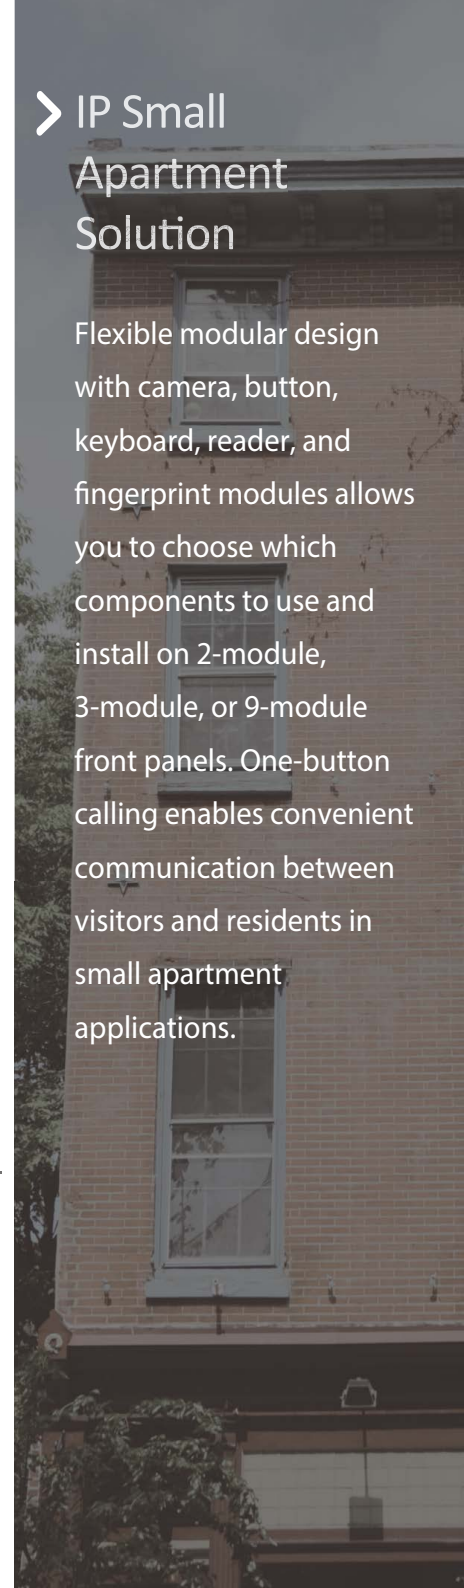 IP Small
Apartment
Solution
Flexible modular design
with camera, button,
keyboard, reader, and
fingerprint modules allows
you to choose which
components to use and
install on 2-module,
3-module, or 9-module
front panels. One-button
calling enables convenient
communication between
visitors and residents in
small apartment
applications.